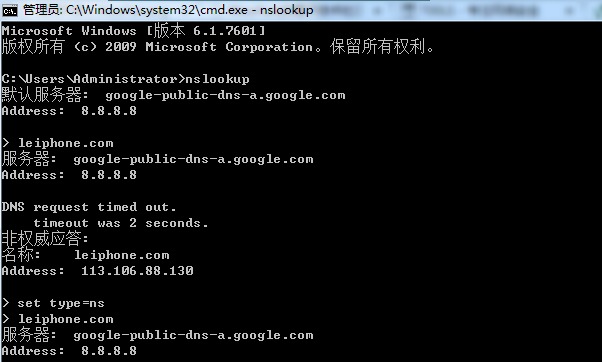 管理员: C:\Windows\system32\cmd.exe - nslookup
Microsoft Windows [版本 6.1.7601]
版权所有 (c) 2009 Microsoft Corporation。保留所有权利。
C:\Users\Administrator>nslookup
默认服务器:  google-public-dns-a.google.com
Address:  8.8.8.8
> leiphone.com
服务器:  google-public-dns-a.google.com
Address:  8.8.8.8
DNS request timed out.
    timeout was 2 seconds.
非权威应答:
名称:    leiphone.com
Address:  113.106.88.130
> set type=ns
> leiphone.com
服务器:  google-public-dns-a.google.com
Address:  8.8.8.8